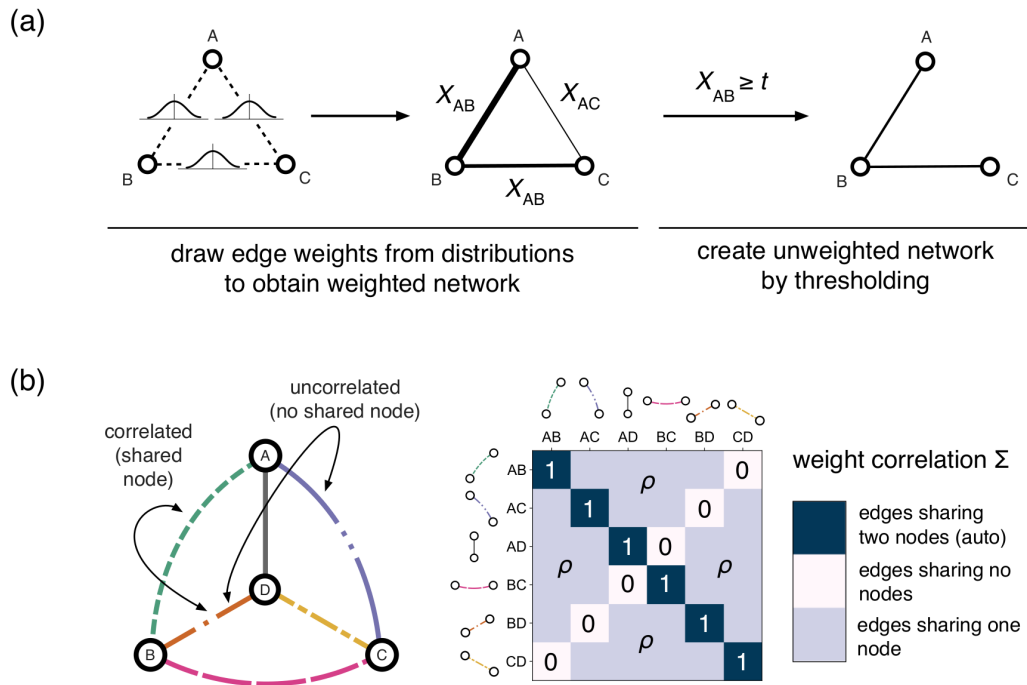 (a)
A
B
C
A
X_AB
X_AC
B
C
X_AB
X_AB ≥ t
A
B
C
draw edge weights from distributions
to obtain weighted network
create unweighted network
by thresholding
(b)
uncorrelated
(no shared node)
correlated
(shared
node)
A
D
B
C
AB AC AD BC BD CD
AB 1 ρ 0
AC 1 0
AD 1 0
ρ ρ
BC 0 1
BD 0 ρ 1
CD 0 1
weight correlation Σ
edges sharing
two nodes (auto)
edges sharing no
nodes
edges sharing one
node